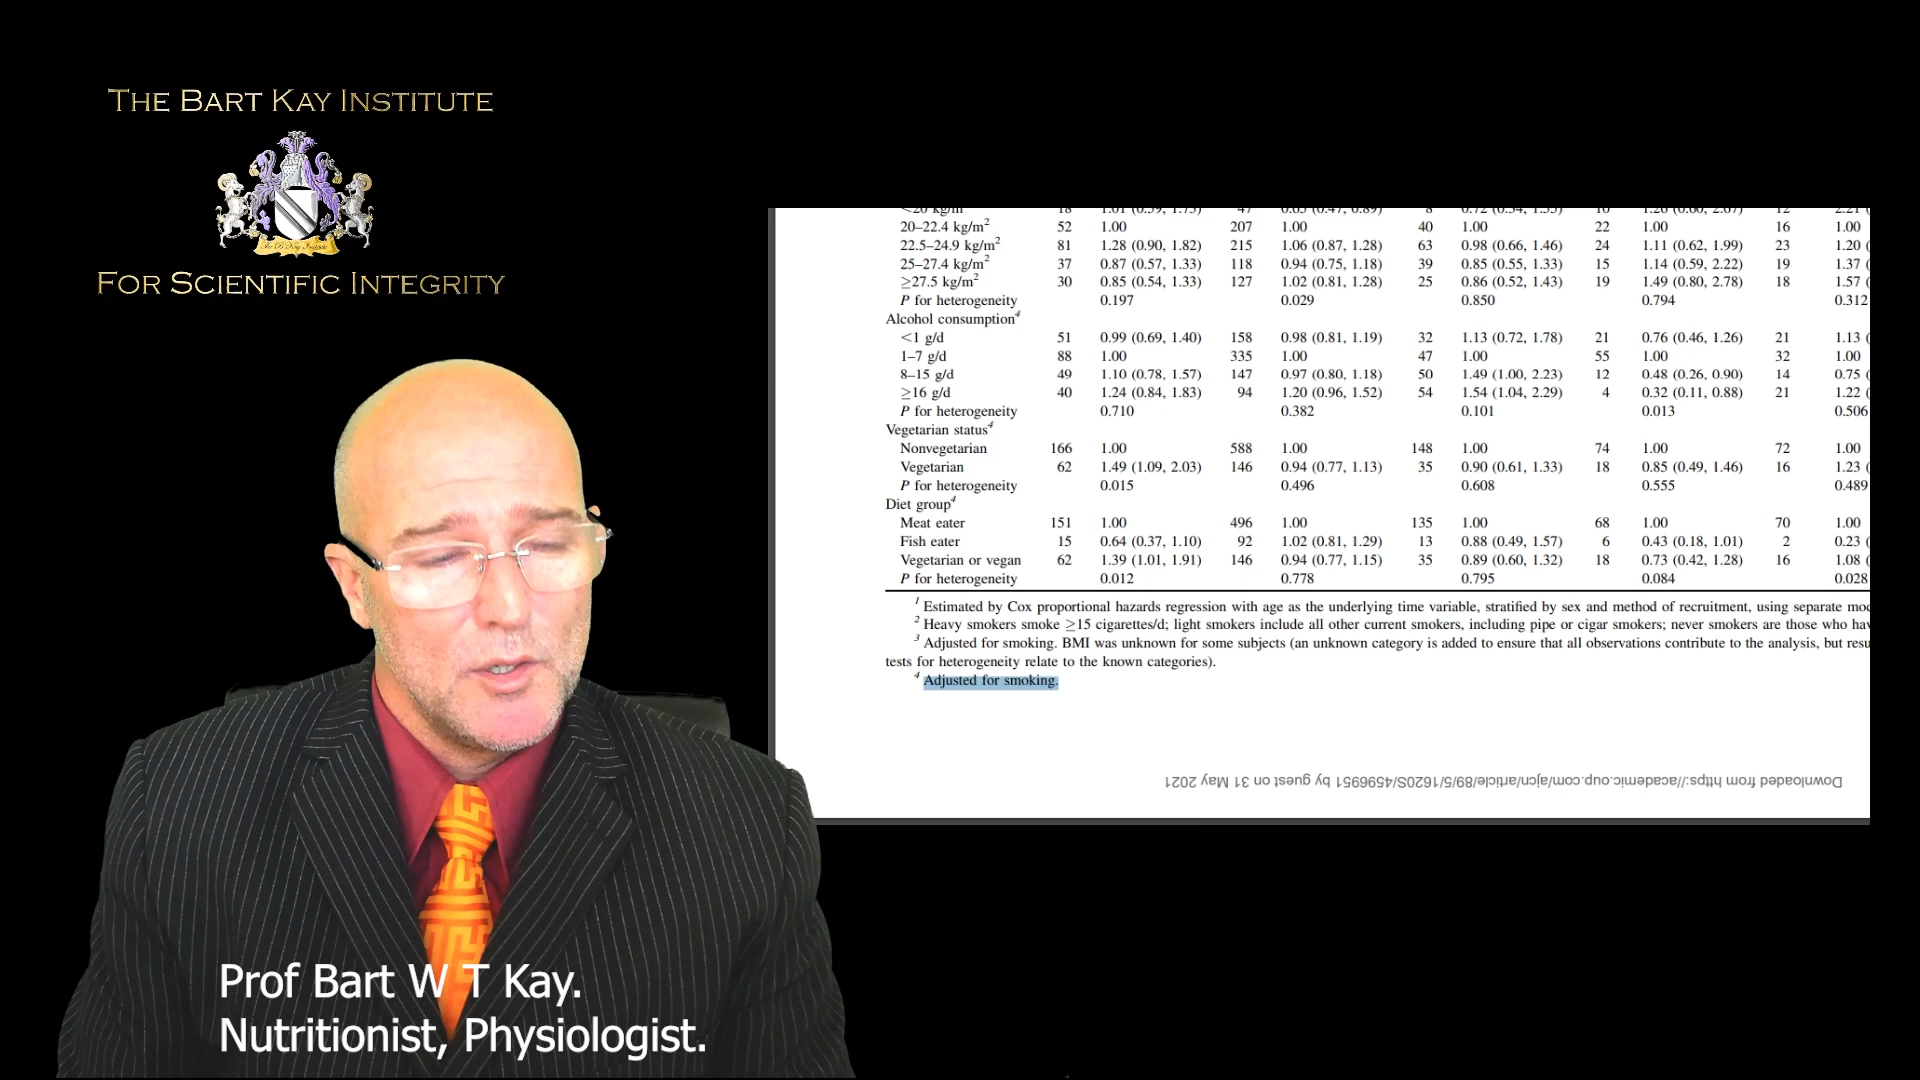 THE BART KAY INSTITUTE
The B Kay Institute
FOR SCIENTIFIC INTEGRITY
20–22.4 kg/m² 52 1.00 207 1.00 40 1.00 22 1.00 16 1.00
22.5–24.9 kg/m² 81 1.28 (0.90, 1.82) 215 1.06 (0.87, 1.28) 63 0.98 (0.66, 1.46) 24 1.11 (0.62, 1.99) 23 1.20 (
25–27.4 kg/m² 37 0.87 (0.57, 1.33) 118 0.94 (0.75, 1.18) 39 0.85 (0.55, 1.33) 15 1.14 (0.59, 2.22) 19 1.37 (
≥27.5 kg/m² 30 0.85 (0.54, 1.33) 127 1.02 (0.81, 1.28) 25 0.86 (0.52, 1.43) 19 1.49 (0.80, 2.78) 18 1.57 (
P for heterogeneity 0.197 0.029 0.850 0.794 0.312
Alcohol consumption⁴
<1 g/d 51 0.99 (0.69, 1.40) 158 0.98 (0.81, 1.19) 32 1.13 (0.72, 1.78) 21 0.76 (0.46, 1.26) 21 1.13 (
1–7 g/d 88 1.00 335 1.00 47 1.00 55 1.00 32 1.00
8–15 g/d 49 1.10 (0.78, 1.57) 147 0.97 (0.80, 1.18) 50 1.49 (1.00, 2.23) 12 0.48 (0.26, 0.90) 14 0.75 (
≥16 g/d 40 1.24 (0.84, 1.83) 94 1.20 (0.96, 1.52) 54 1.54 (1.04, 2.29) 4 0.32 (0.11, 0.88) 21 1.22 (
P for heterogeneity 0.710 0.382 0.101 0.013 0.506
Vegetarian status⁴
Nonvegetarian 166 1.00 588 1.00 148 1.00 74 1.00 72 1.00
Vegetarian 62 1.49 (1.09, 2.03) 146 0.94 (0.77, 1.13) 35 0.90 (0.61, 1.33) 18 0.85 (0.49, 1.46) 16 1.23 (
P for heterogeneity 0.015 0.496 0.608 0.555 0.489
Diet group⁴
Meat eater 151 1.00 496 1.00 135 1.00 68 1.00 70 1.00
Fish eater 15 0.64 (0.37, 1.10) 92 1.02 (0.81, 1.29) 13 0.88 (0.49, 1.57) 6 0.43 (0.18, 1.01) 2 0.23 (
Vegetarian or vegan 62 1.39 (1.01, 1.91) 146 0.94 (0.77, 1.15) 35 0.89 (0.60, 1.32) 18 0.73 (0.42, 1.28) 16 1.08 (
P for heterogeneity 0.012 0.778 0.795 0.084 0.028
¹ Estimated by Cox proportional hazards regression with age as the underlying time variable, stratified by sex and method of recruitment, using separate
² Heavy smokers smoke ≥15 cigarettes/d; light smokers include all other current smokers, including pipe or cigar smokers; never smokers are those who
³ Adjusted for smoking. BMI was unknown for some subjects (an unknown category is added to ensure that all observations contribute to the analysis, but
tests for heterogeneity relate to the known categories).
⁴ Adjusted for smoking.
Downloaded from https://academic.oup.com/ajcn/article/89/5/1620S/4596951 by guest on 31 May 2021
Prof Bart W T Kay.
Nutritionist, Physiologist.